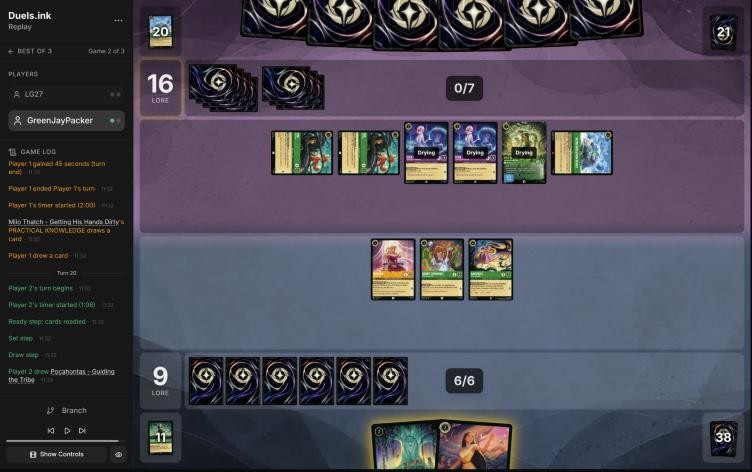 Duels.ink
Replay
← BEST OF 3
Game 2 of 3
PLAYERS
LG27
GreenJayPacker
GAME LOG
Player 1 gained 45 seconds (turn
end) · 11:32
Player 1 ended Player 1's turn · 11:32
Player 1's timer started (2:00) · 11:32
Milo Thatch - Getting His Hands Dirty's
PRACTICAL KNOWLEDGE draws a
card · 11:32
Player 1 drew a card · 11:32
Turn 20
Player 2's turn begins · 11:32
Player 2's timer started (1:08) · 11:32
Ready step: cards readied · 11:32
Set step · 11:32
Draw step · 11:32
Player 2 drew Pocahontas - Guiding
the Tribe · 11:32
Branch
Show Controls
20
21
16
LORE
0/7
Drying
Drying
Drying
9
LORE
6/6
11
38